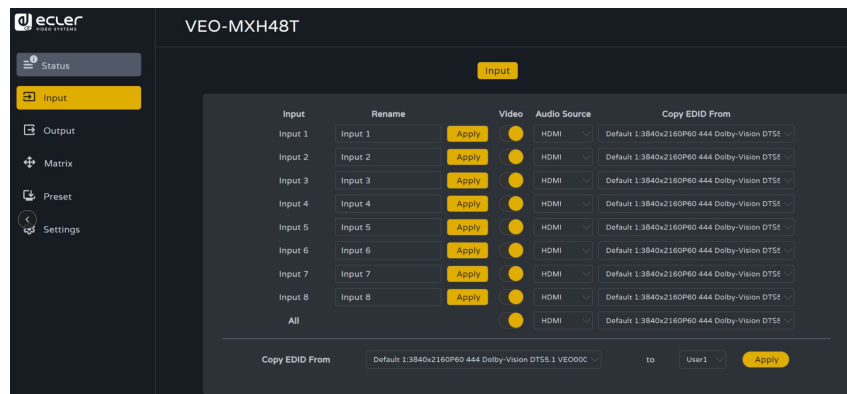 ecler
VIDEO SYSTEMS
VEO-MXH48T
Status
Input
Output
Matrix
Preset
Settings
Input
Input Rename Video Audio Source Copy EDID From
Input 1 Input 1 Apply HDMI Default 1:3840x2160P60 444 Dolby-Vision DTS5
Input 2 Input 2 Apply HDMI Default 1:3840x2160P60 444 Dolby-Vision DTS5
Input 3 Input 3 Apply HDMI Default 1:3840x2160P60 444 Dolby-Vision DTS5
Input 4 Input 4 Apply HDMI Default 1:3840x2160P60 444 Dolby-Vision DTS5
Input 5 Input 5 Apply HDMI Default 1:3840x2160P60 444 Dolby-Vision DTS5
Input 6 Input 6 Apply HDMI Default 1:3840x2160P60 444 Dolby-Vision DTS5
Input 7 Input 7 Apply HDMI Default 1:3840x2160P60 444 Dolby-Vision DTS5
Input 8 Input 8 Apply HDMI Default 1:3840x2160P60 444 Dolby-Vision DTS5
All HDMI Default 1:3840x2160P60 444 Dolby-Vision DTS5
Copy EDID From Default 1:3840x2160P60 444 Dolby-Vision DTS5.1 VEO00C to User1 Apply